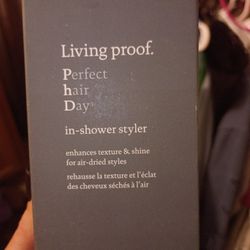 Living proof.
Perfect
hair
Day
in-shower styler
enhances texture & shine
for air-dried styles
rehausse la texture et l'éclat
des cheveux séchés à l'air